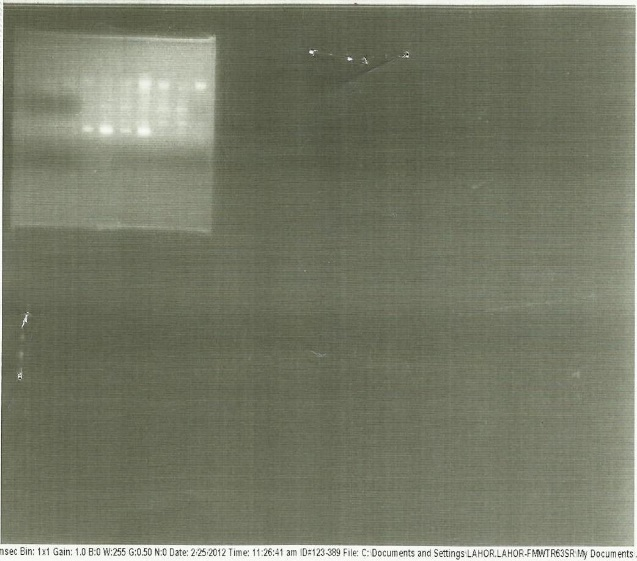 msec Bin: 1x1 Gain: 1.0 B:0 W:255 G:0.50 N:0 Date: 2/25/2012 Time: 11:26:41 am ID#123-389 File: C:\Documents and Settings\LAHOR.LAHOR-FMWTR63SR\My Documents